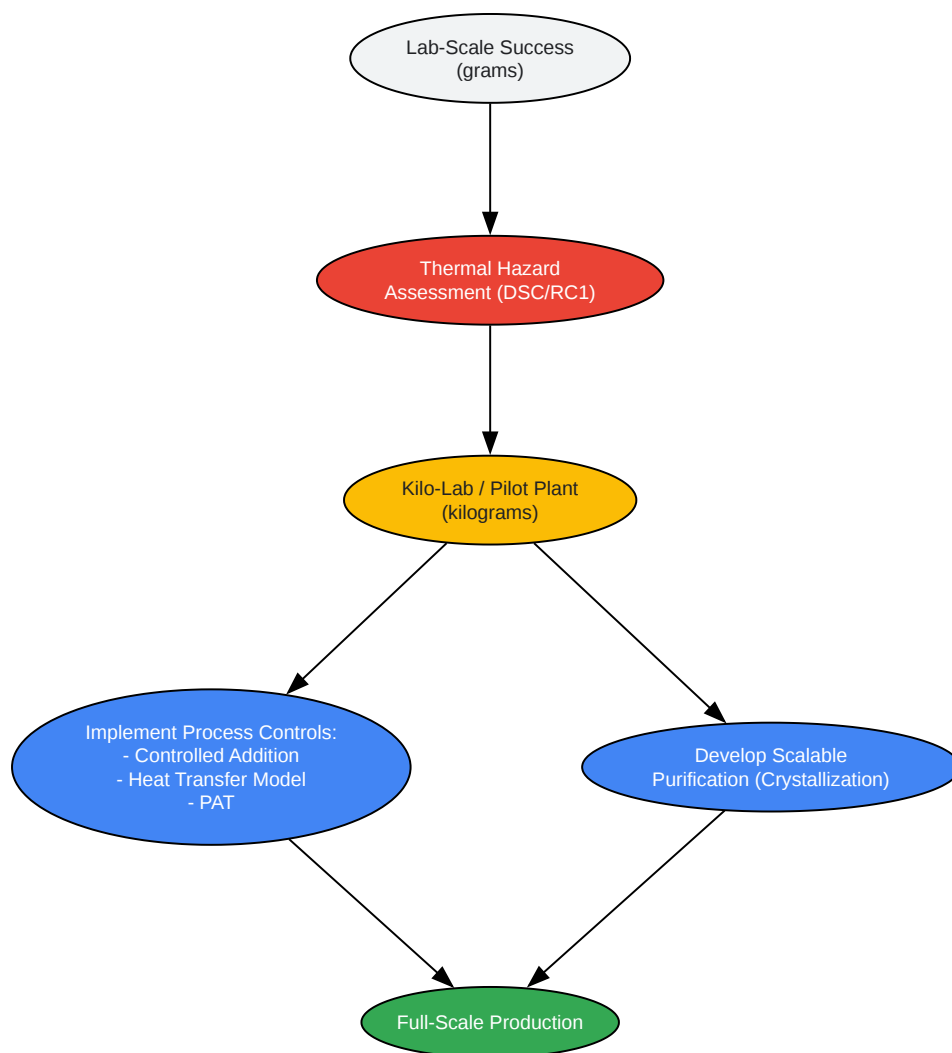 Lab-Scale Success
(grams)
Thermal Hazard
Assessment (DSC/RC1)
Kilo-Lab / Pilot Plant
(kilograms)
Implement Process Controls:
- Controlled Addition
- Heat Transfer Model
- PAT
Develop Scalable
Purification (Crystallization)
Full-Scale Production